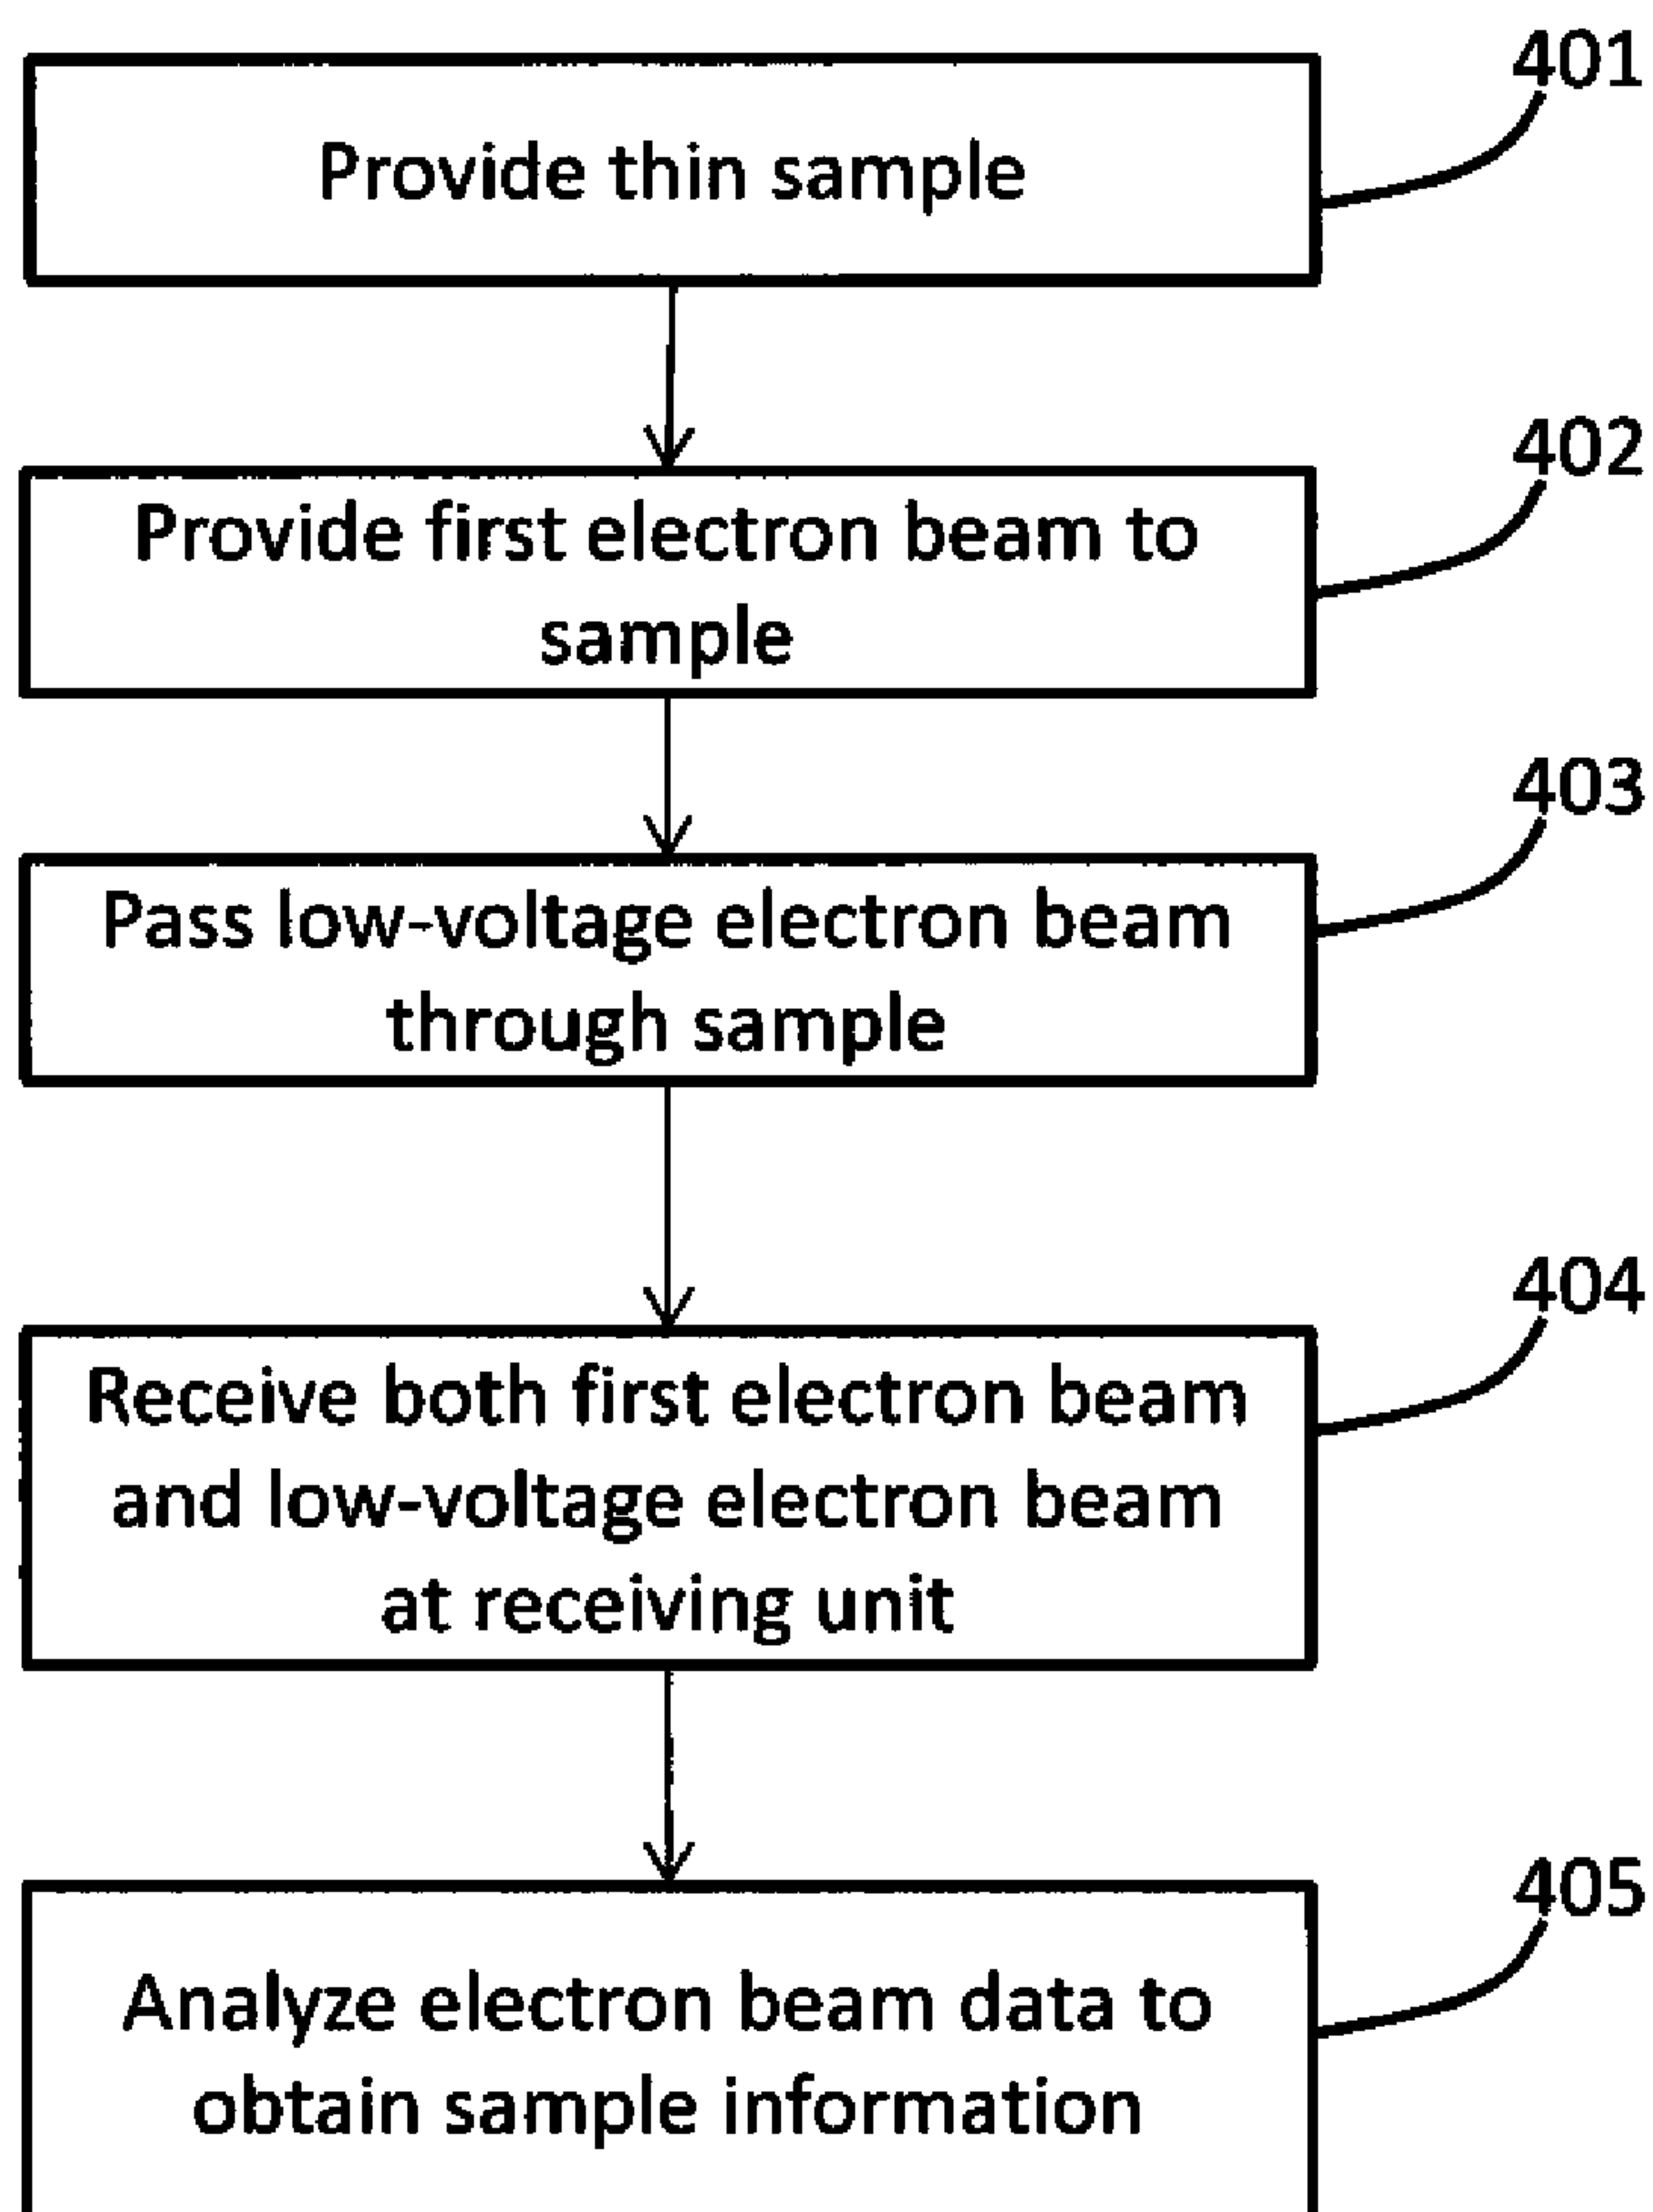 401
Provide thin sample
402
Provide first electron beam to
sample
403
Pass low-voltage electron beam
through sample
404
Receive both first electron beam
and low-voltage electron beam
at receiving unit
405
Analyze electron beam data to
obtain sample information